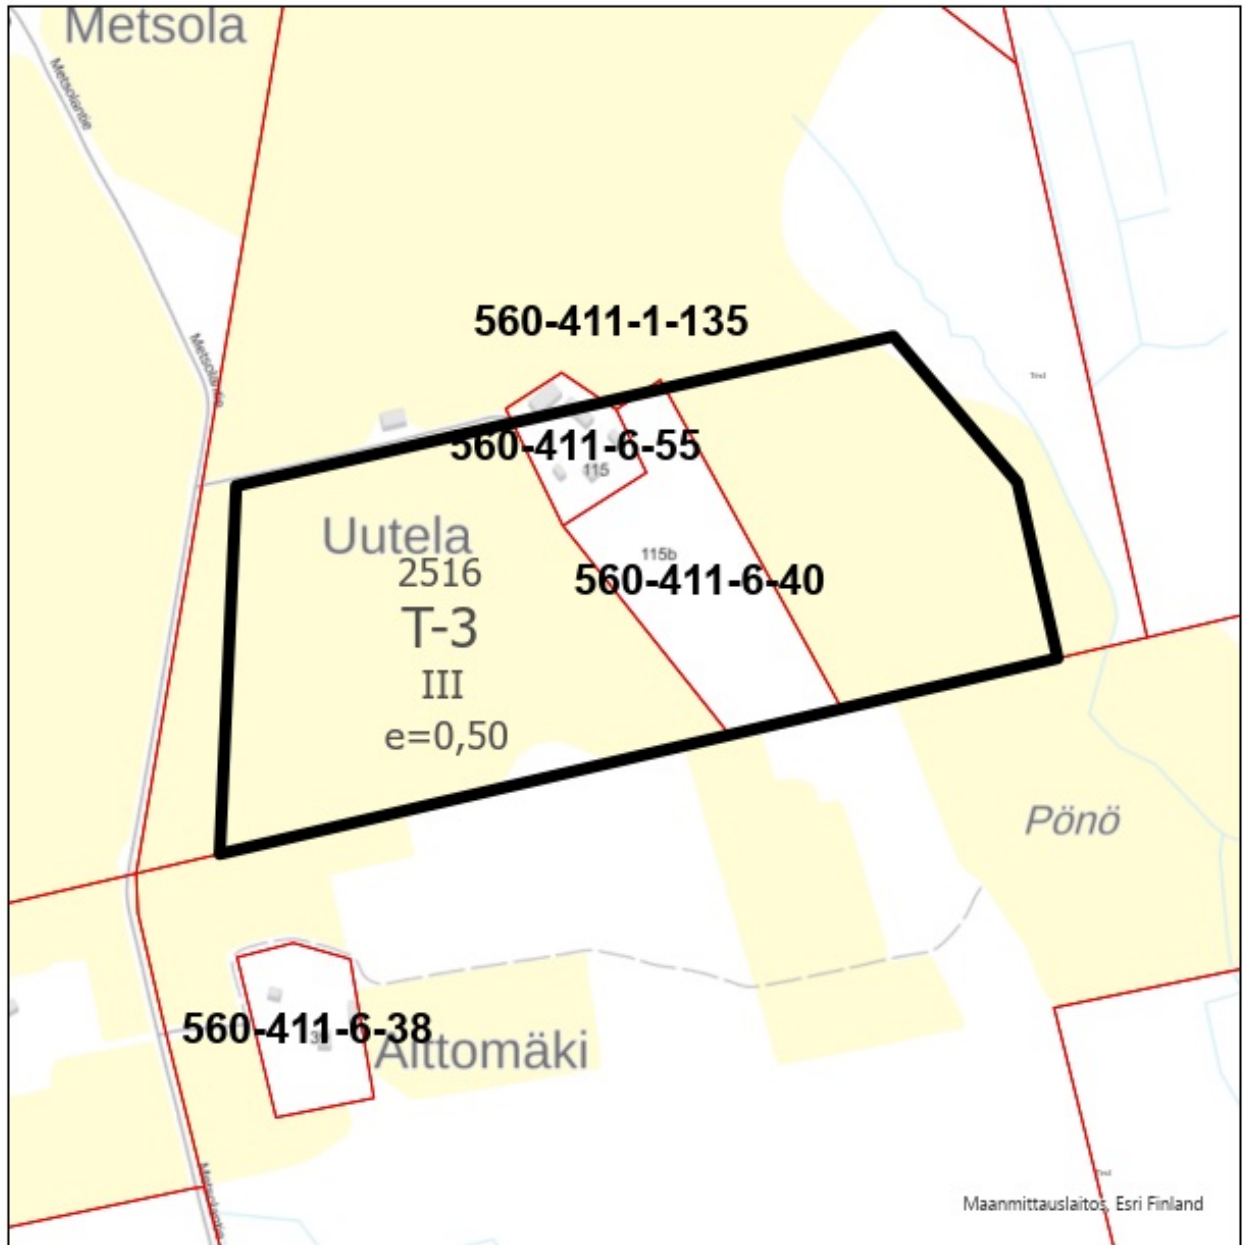 Metsola
Metsolantie
Metsolantie
560-411-1-135
560-411-6-55
115
Uutela
2516
115b
560-411-6-40
T-3
III
e=0,50
Pönö
560-411-6-38
Alttomäki
Metsolantie
Maanmittauslaitos, Esri Finland